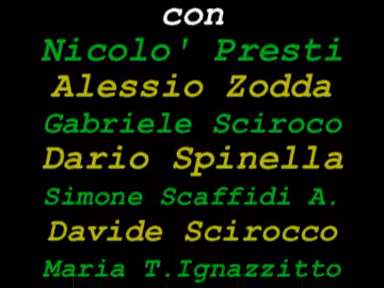 con
Nicolo' Presti
Alessio Zodda
Gabriele Sciroco
Dario Spinella
Simone Scaffidi A.
Davide Scirocco
Maria T.Ignazzitto